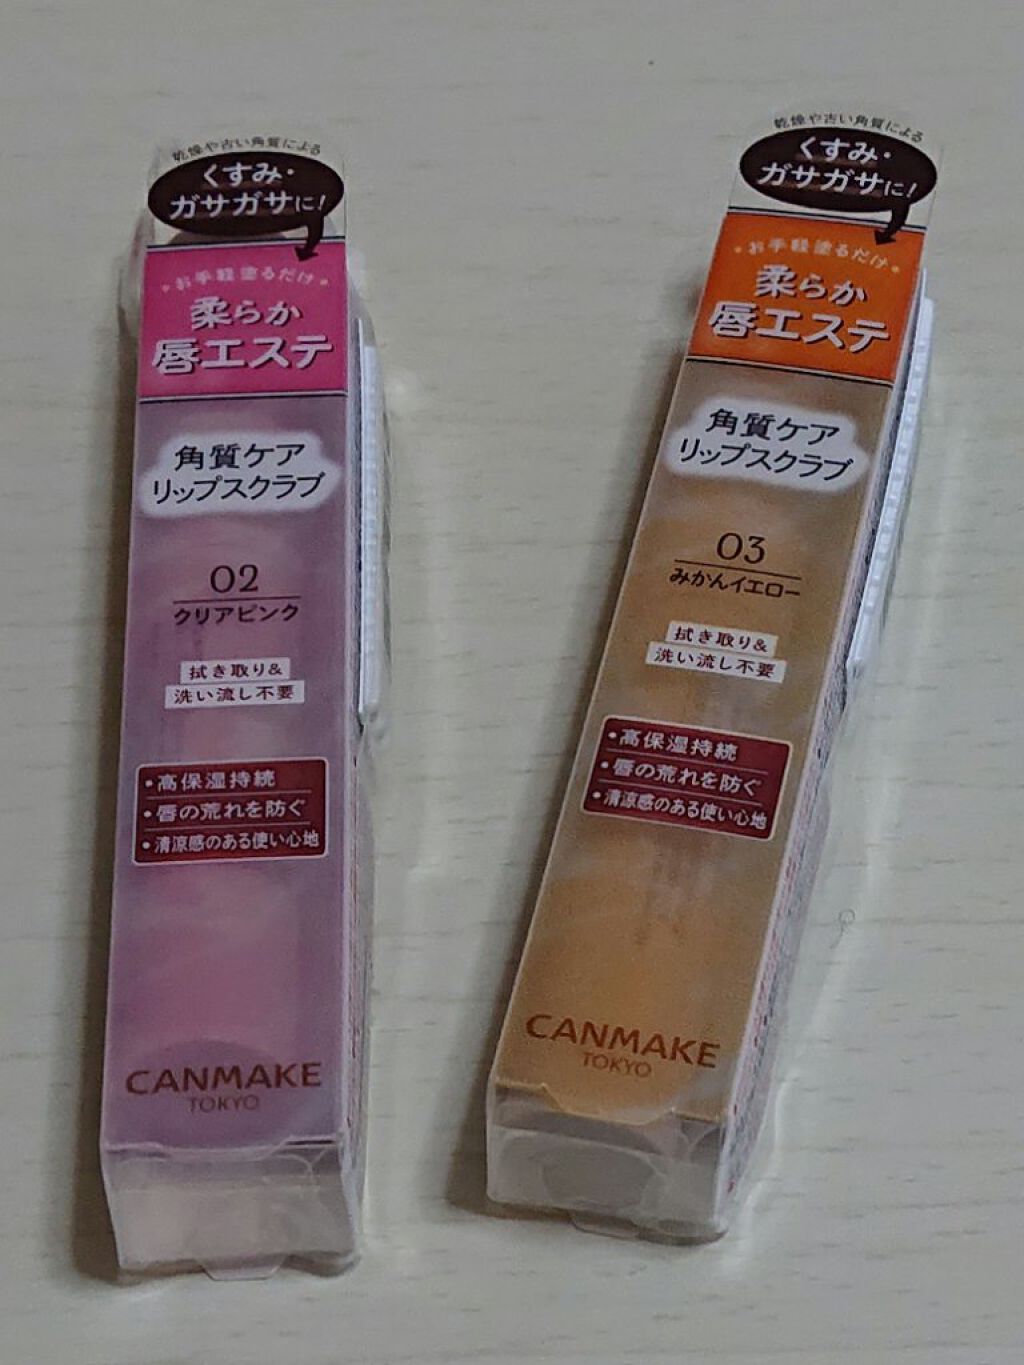 乾燥や古い角質による
くすみ・
ガサガサに!
お手軽塗るだけ
柔らか
唇エステ
角質ケア
リップスクラブ
02
クリアピンク
拭き取り&
洗い流し不要
・高保湿持続
・唇の荒れを防ぐ
・清涼感のある使い心地
CANMAKE
TOKYO
乾燥や古い角質による
くすみ・
ガサガサに!
お手軽塗るだけ
柔らか
唇エステ
角質ケア
リップスクラブ
03
みかんイエロー
拭き取り&
洗い流し不要
・高保湿持続
・唇の荒れを防ぐ
・清涼感のある使い心地
CANMAKE
TOKYO